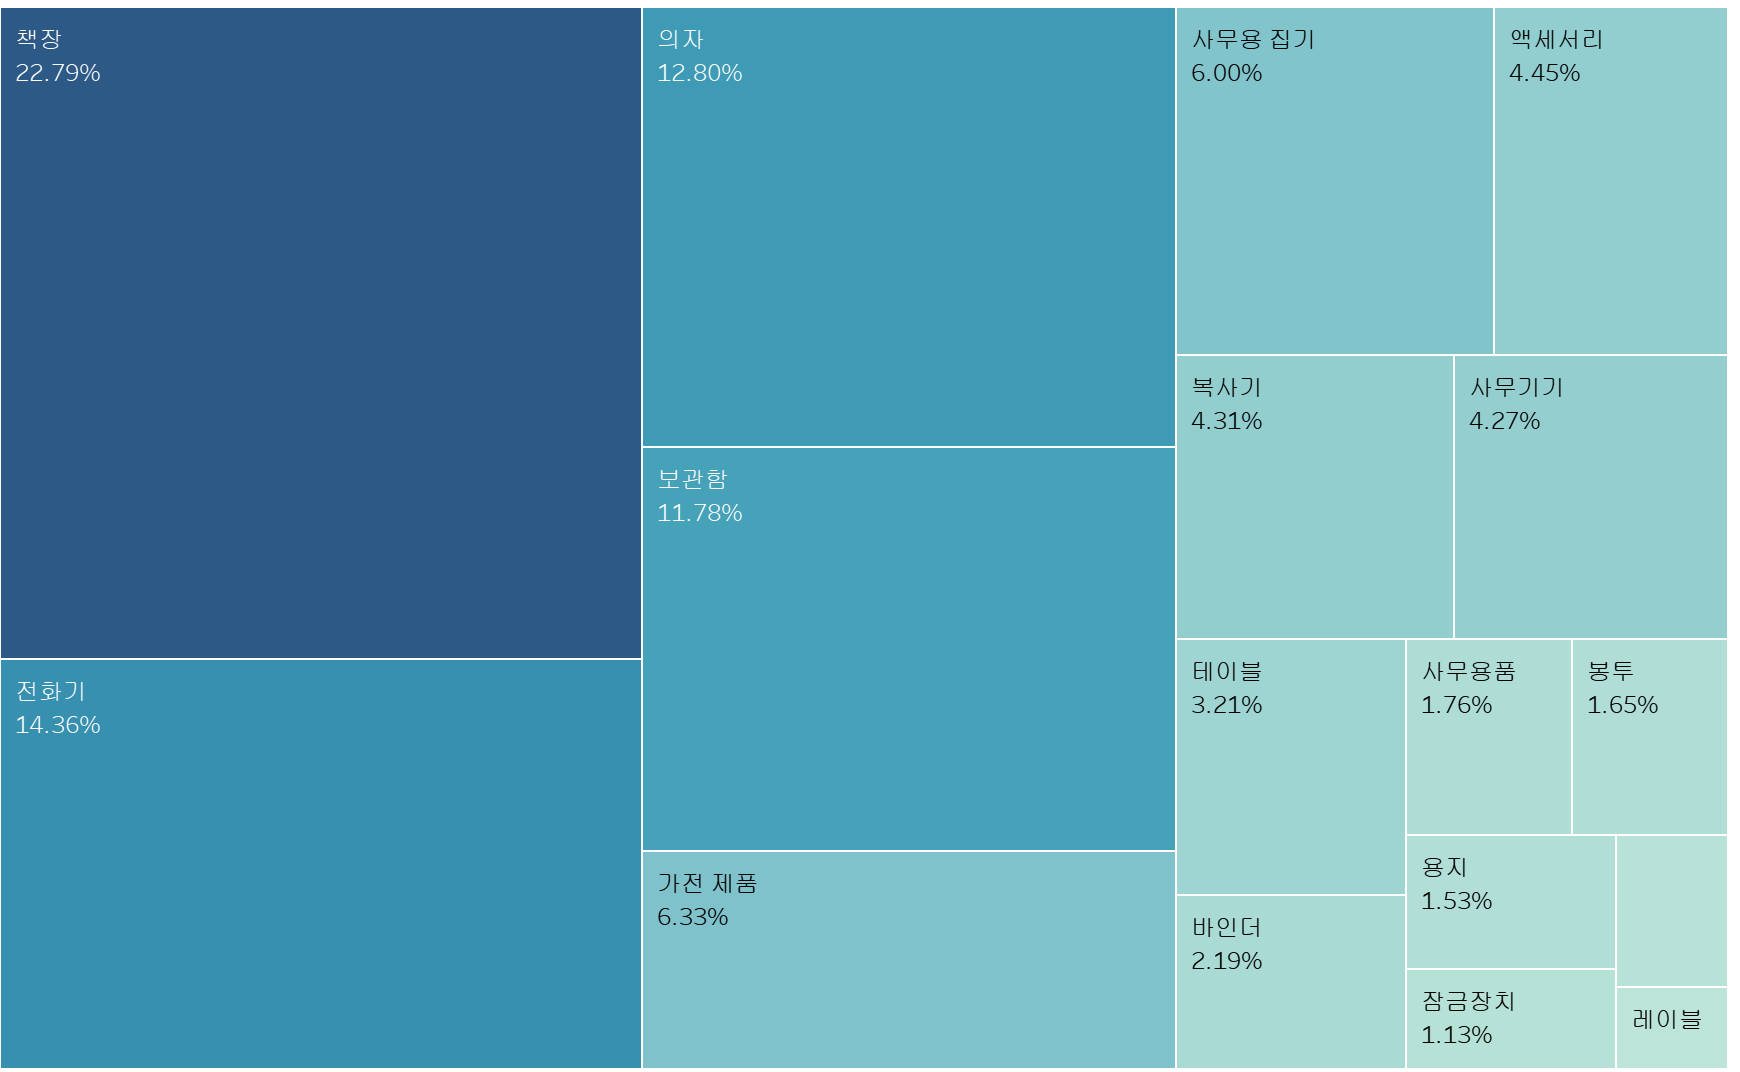 책장
22.79%
전화기
14.36%
의자
12.80%
보관함
11.78%
가전 제품
6.33%
사무용 집기
6.00%
액세서리
4.45%
복사기
4.31%
사무기기
4.27%
테이블
3.21%
바인더
2.19%
사무용품
1.76%
봉투
1.65%
용지
1.53%
잠금장치
1.13%
레이블